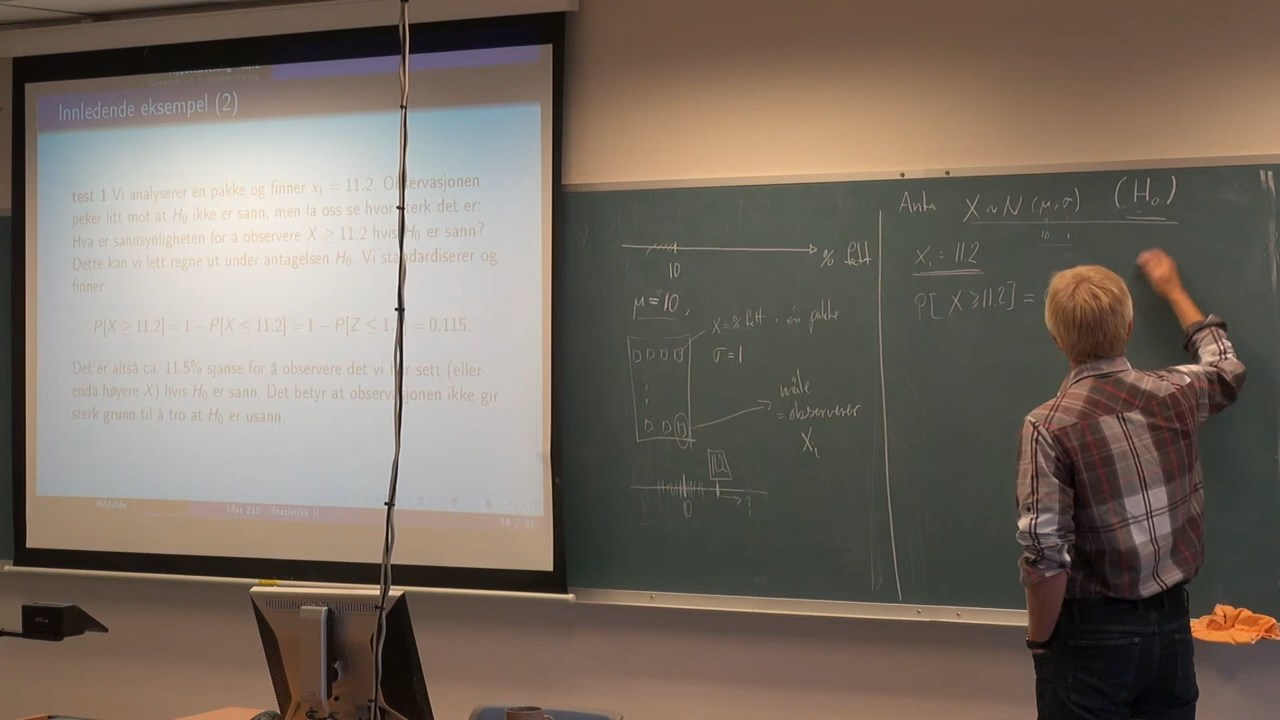 Innledende eksempel (2)
test 1 Vi analyserer en pakke og finner x₁ = 11.2. Observasjonen
peker litt mot at H₀ ikke er sann, men la oss se hvor sterk det er:
Hva er sannsynligheten for å observere X ≥ 11.2 hvis H₀ er sann?
Dette kan vi lett regne ut under antagelsen H₀. Vi standardiserer og
finner
P[X ≥ 11.2] = 1 − P[X ≤ 11.2] = 1 − P[Z ≤ 1. ] = 0.115.
Det er altså ca. 11.5% sjanse for å observere det vi har sett (eller
enda høyere X) hvis H₀ er sann. Det betyr at observasjonen ikke gir
sterk grunn til å tro at H₀ er usann.
HiMolde
Mat 210 - Statistikk II
18 / 31
10
% fett
μ = 10,
X = % fett i én pakke
σ = 1
måle
= observerer
X₁
11.2
10
?
Anta X ~ N(μ, σ) (H₀)
10 1
X₁ = 11.2
P[ X ≥ 11.2 ] =